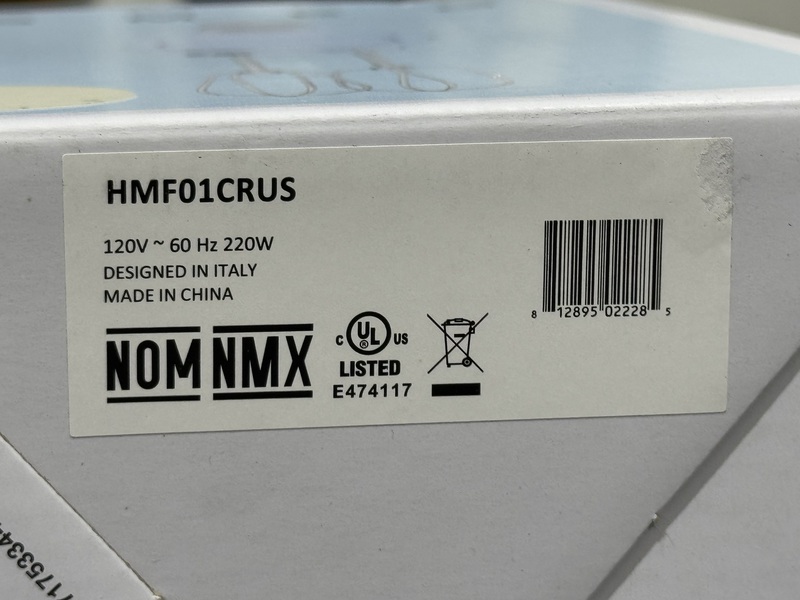 HMF01CRUS
120V ~ 60 Hz 220W
DESIGNED IN ITALY
MADE IN CHINA
NOM NMX
C UL US
®
LISTED
E474117
8 12895 02228 5